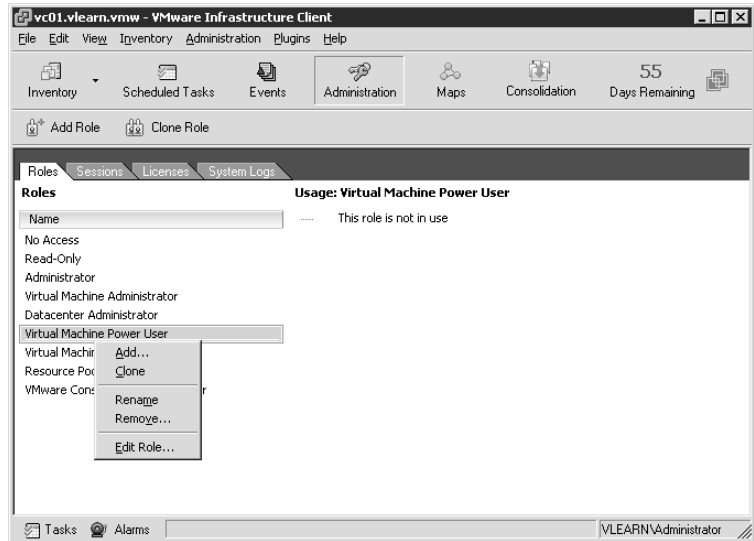 vc01.vlearn.vmw - VMware Infrastructure Client
File Edit View Inventory Administration Plugins Help
Inventory Scheduled Tasks Events Administration Maps Consolidation 55 Days Remaining
Add Role Clone Role
Roles Sessions Licenses System Logs
Roles
Name
No Access
Read-Only
Administrator
Virtual Machine Administrator
Datacenter Administrator
Virtual Machine Power User
Virtual Machin
Resource Poo
VMware Cons r
Add...
Clone
Rename
Remove...
Edit Role...
Usage: Virtual Machine Power User
This role is not in use
Tasks Alarms VLEARN\Administrator